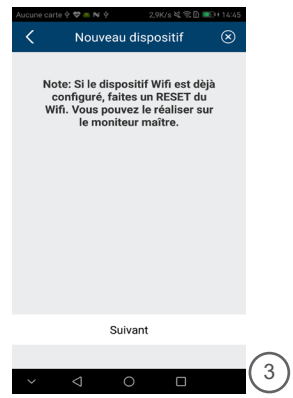 Aucune carte 2,9K/s 14:45
Nouveau dispositif
Note: Si le dispositif Wifi est dèjà
configuré, faites un RESET du
Wifi. Vous pouvez le réaliser sur
le moniteur maître.
Suivant
3